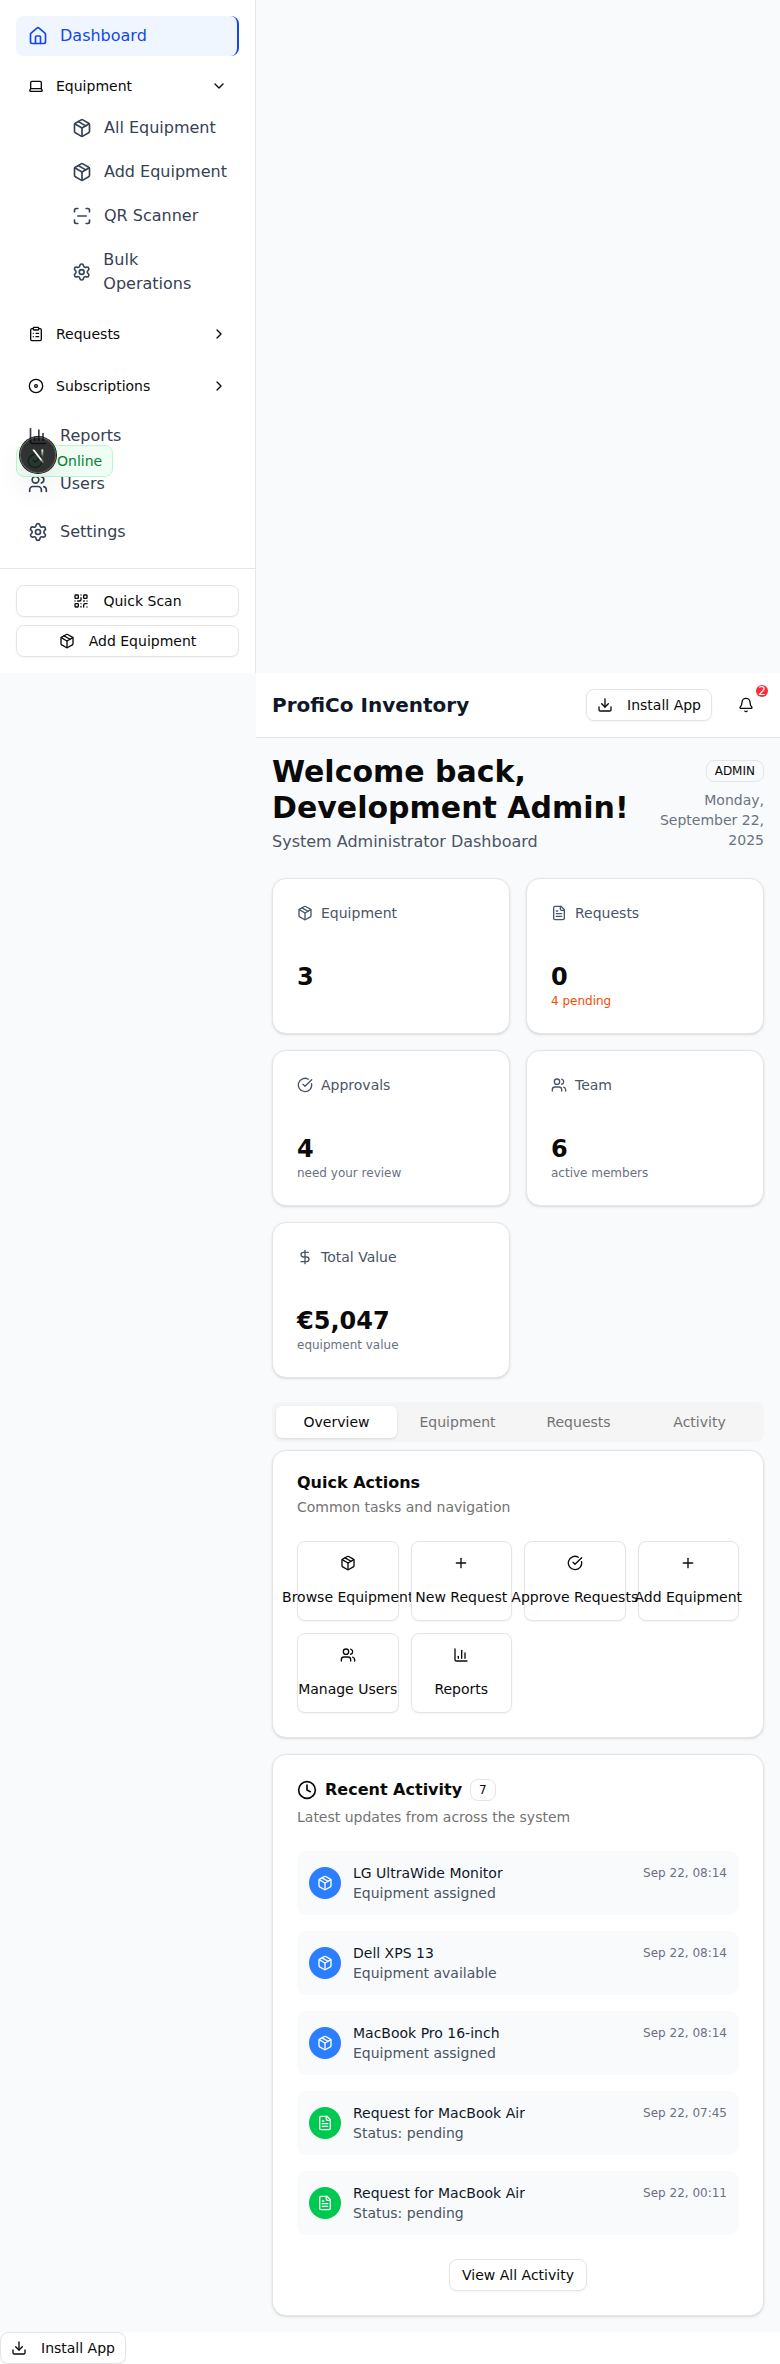 Dashboard
Equipment
All Equipment
Add Equipment
QR Scanner
Bulk
Operations
Requests
Subscriptions
Reports
Online
Users
Settings
Quick Scan
Add Equipment
ProfiCo Inventory
Install App
2
Welcome back,
Development Admin!
System Administrator Dashboard
ADMIN
Monday,
September 22,
2025
Equipment
3
Requests
0
4 pending
Approvals
4
need your review
Team
6
active members
Total Value
€5,047
equipment value
Overview
Equipment
Requests
Activity
Quick Actions
Common tasks and navigation
Browse Equipment
New Request
Approve Requests
Add Equipment
Manage Users
Reports
Recent Activity
7
Latest updates from across the system
LG UltraWide Monitor
Sep 22, 08:14
Equipment assigned
Dell XPS 13
Sep 22, 08:14
Equipment available
MacBook Pro 16-inch
Sep 22, 08:14
Equipment assigned
Request for MacBook Air
Sep 22, 07:45
Status: pending
Request for MacBook Air
Sep 22, 00:11
Status: pending
View All Activity
Install App